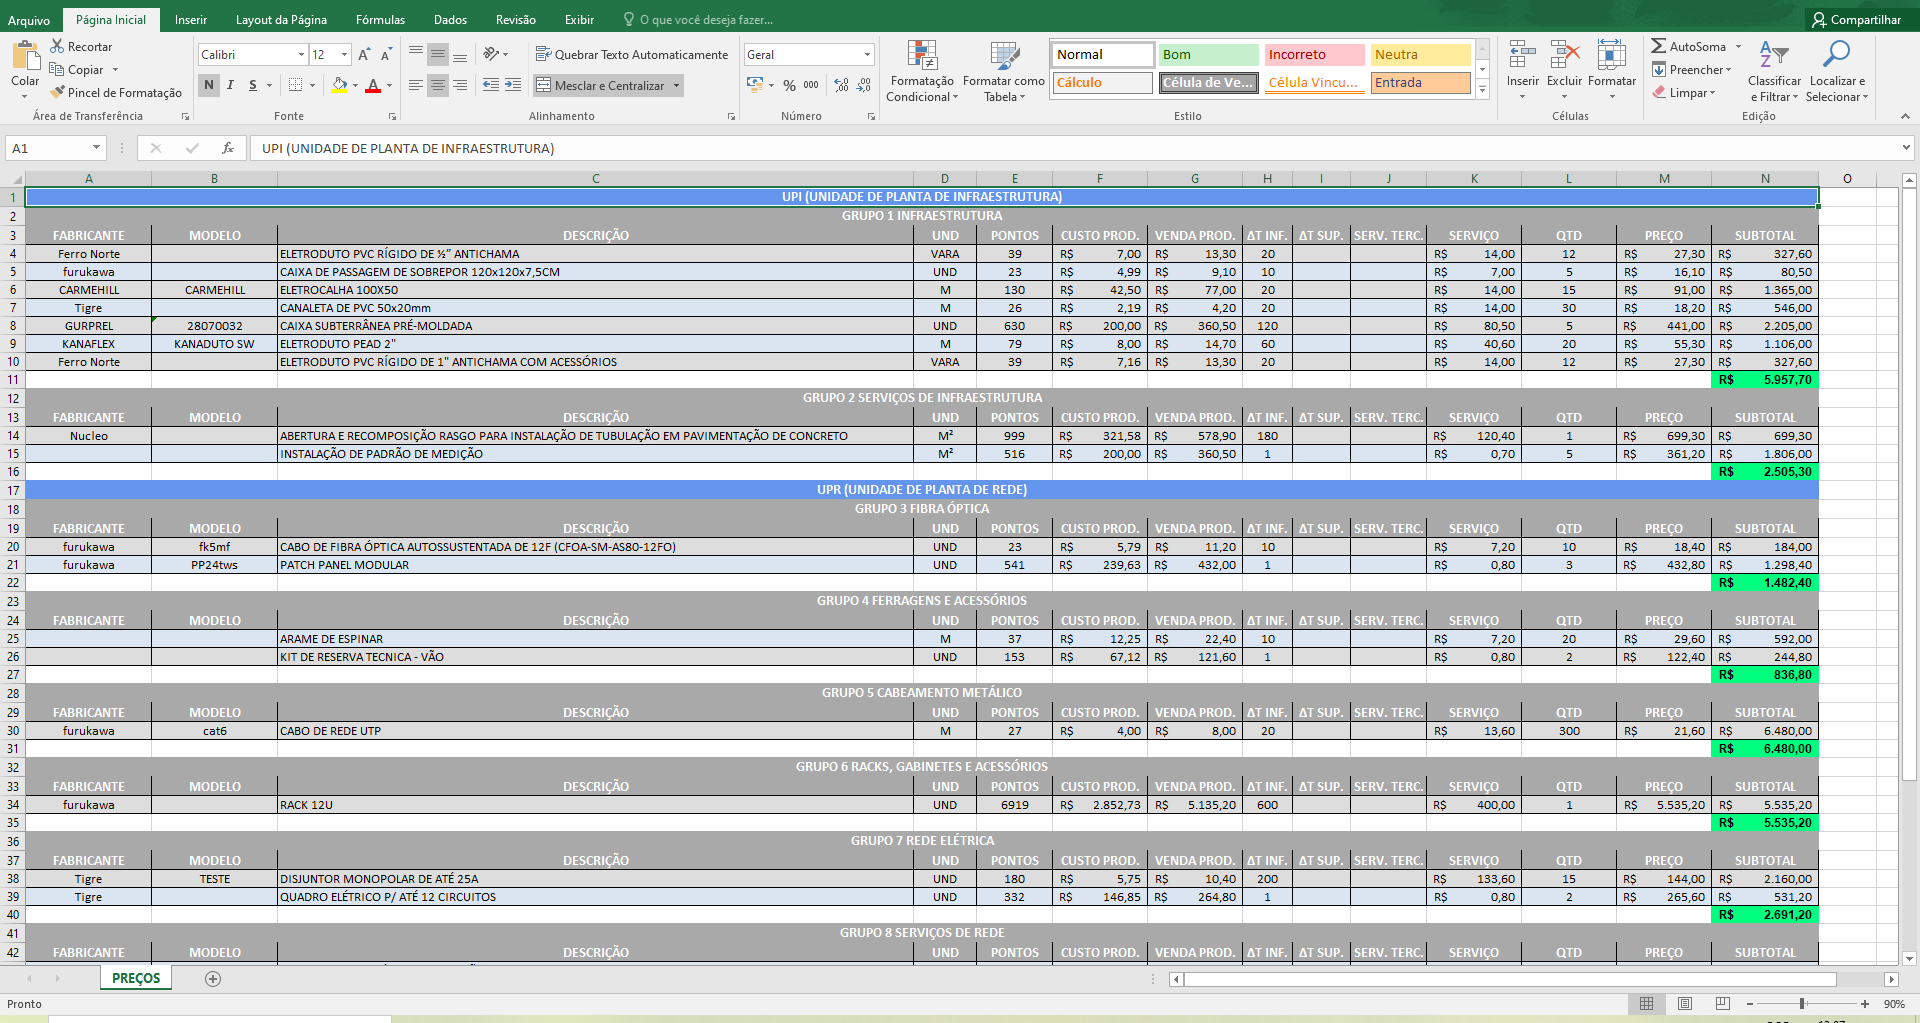 Arquivo Página Inicial Inserir Layout da Página Fórmulas Dados Revisão Exibir O que você deseja fazer... Compartilhar
Colar Recortar Copiar Pincel de Formatação
Calibri 12 N I S
Quebrar Texto Automaticamente Mesclar e Centralizar
Geral % 000
Formatação Condicional Formatar como Tabela
Normal Bom Incorreto Neutra
Cálculo Célula de Ve... Célula Vincu... Entrada
Inserir Excluir Formatar
AutoSoma Preencher Limpar Classificar e Filtrar Localizar e Selecionar
Área de Transferência Fonte Alinhamento Número Estilo Células Edição
A1 fx UPI (UNIDADE DE PLANTA DE INFRAESTRUTURA)
A B C D E F G H I J K L M N O
1 UPI (UNIDADE DE PLANTA DE INFRAESTRUTURA)
2 GRUPO 1 INFRAESTRUTURA
3 FABRICANTE MODELO DESCRIÇÃO UND PONTOS CUSTO PROD. VENDA PROD. ΔT INF. ΔT SUP. SERV. TERC. SERVIÇO QTD PREÇO SUBTOTAL
4 Ferro Norte ELETRODUTO PVC RÍGIDO DE ½” ANTICHAMA VARA 39 R$ 7,00 R$ 13,30 20 R$ 14,00 12 R$ 27,30 R$ 327,60
5 furukawa CAIXA DE PASSAGEM DE SOBREPOR 120x120x7,5CM UND 23 R$ 4,99 R$ 9,10 10 R$ 7,00 5 R$ 16,10 R$ 80,50
6 CARMEHILL CARMEHILL ELETROCALHA 100X50 M 130 R$ 42,50 R$ 77,00 20 R$ 14,00 15 R$ 91,00 R$ 1.365,00
7 Tigre CANALETA DE PVC 50x20mm M 26 R$ 2,19 R$ 4,20 20 R$ 14,00 30 R$ 18,20 R$ 546,00
8 GURPREL 28070032 CAIXA SUBTERRÂNEA PRÉ-MOLDADA UND 630 R$ 200,00 R$ 360,50 120 R$ 80,50 5 R$ 441,00 R$ 2.205,00
9 KANAFLEX KANADUTO SW ELETRODUTO PEAD 2" M 79 R$ 8,00 R$ 14,70 60 R$ 40,60 20 R$ 55,30 R$ 1.106,00
10 Ferro Norte ELETRODUTO PVC RÍGIDO DE 1" ANTICHAMA COM ACESSÓRIOS VARA 39 R$ 7,16 R$ 13,30 20 R$ 14,00 12 R$ 27,30 R$ 327,60
11 R$ 5.957,70
12 GRUPO 2 SERVIÇOS DE INFRAESTRUTURA
13 FABRICANTE MODELO DESCRIÇÃO UND PONTOS CUSTO PROD. VENDA PROD. ΔT INF. ΔT SUP. SERV. TERC. SERVIÇO QTD PREÇO SUBTOTAL
14 Nucleo ABERTURA E RECOMPOSIÇÃO RASGO PARA INSTALAÇÃO DE TUBULAÇÃO EM PAVIMENTAÇÃO DE CONCRETO M² 999 R$ 321,58 R$ 578,90 180 R$ 120,40 1 R$ 699,30 R$ 699,30
15 INSTALAÇÃO DE PADRÃO DE MEDIÇÃO M² 516 R$ 200,00 R$ 360,50 1 R$ 0,70 5 R$ 361,20 R$ 1.806,00
16 R$ 2.505,30
17 UPR (UNIDADE DE PLANTA DE REDE)
18 GRUPO 3 FIBRA ÓPTICA
19 FABRICANTE MODELO DESCRIÇÃO UND PONTOS CUSTO PROD. VENDA PROD. ΔT INF. ΔT SUP. SERV. TERC. SERVIÇO QTD PREÇO SUBTOTAL
20 furukawa fk5mf CABO DE FIBRA ÓPTICA AUTOSSUSTENTADA DE 12F (CFOA-SM-AS80-12FO) UND 23 R$ 5,79 R$ 11,20 10 R$ 7,20 10 R$ 18,40 R$ 184,00
21 furukawa PP24tws PATCH PANEL MODULAR UND 541 R$ 239,63 R$ 432,00 1 R$ 0,80 3 R$ 432,80 R$ 1.298,40
22 R$ 1.482,40
23 GRUPO 4 FERRAGENS E ACESSÓRIOS
24 FABRICANTE MODELO DESCRIÇÃO UND PONTOS CUSTO PROD. VENDA PROD. ΔT INF. ΔT SUP. SERV. TERC. SERVIÇO QTD PREÇO SUBTOTAL
25 ARAME DE ESPINAR M 37 R$ 12,25 R$ 22,40 10 R$ 7,20 20 R$ 29,60 R$ 592,00
26 KIT DE RESERVA TECNICA - VÃO UND 153 R$ 67,12 R$ 121,60 1 R$ 0,80 2 R$ 122,40 R$ 244,80
27 R$ 836,80
28 GRUPO 5 CABEAMENTO METÁLICO
29 FABRICANTE MODELO DESCRIÇÃO UND PONTOS CUSTO PROD. VENDA PROD. ΔT INF. ΔT SUP. SERV. TERC. SERVIÇO QTD PREÇO SUBTOTAL
30 furukawa cat6 CABO DE REDE UTP M 27 R$ 4,00 R$ 8,00 20 R$ 13,60 300 R$ 21,60 R$ 6.480,00
31 R$ 6.480,00
32 GRUPO 6 RACKS, GABINETES E ACESSÓRIOS
33 FABRICANTE MODELO DESCRIÇÃO UND PONTOS CUSTO PROD. VENDA PROD. ΔT INF. ΔT SUP. SERV. TERC. SERVIÇO QTD PREÇO SUBTOTAL
34 furukawa RACK 12U UND 6919 R$ 2.852,73 R$ 5.135,20 600 R$ 400,00 1 R$ 5.535,20 R$ 5.535,20
35 R$ 5.535,20
36 GRUPO 7 REDE ELÉTRICA
37 FABRICANTE MODELO DESCRIÇÃO UND PONTOS CUSTO PROD. VENDA PROD. ΔT INF. ΔT SUP. SERV. TERC. SERVIÇO QTD PREÇO SUBTOTAL
38 Tigre TESTE DISJUNTOR MONOPOLAR DE ATÉ 25A UND 180 R$ 5,75 R$ 10,40 200 R$ 133,60 15 R$ 144,00 R$ 2.160,00
39 Tigre QUADRO ELÉTRICO P/ ATÉ 12 CIRCUITOS UND 332 R$ 146,85 R$ 264,80 1 R$ 0,80 2 R$ 265,60 R$ 531,20
40 R$ 2.691,20
41 GRUPO 8 SERVIÇOS DE REDE
42 FABRICANTE MODELO DESCRIÇÃO UND PONTOS CUSTO PROD. VENDA PROD. ΔT INF. ΔT SUP. SERV. TERC. SERVIÇO QTD PREÇO SUBTOTAL
PREÇOS
Pronto 90%